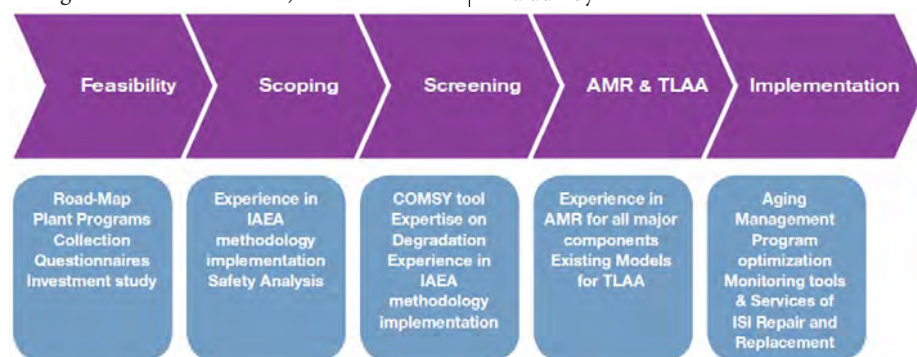 Feasibility
Scoping
Screening
AMR & TLAA
Implementation
Road-Map
Plant Programs
Collection
Questionnaires
Investment study
Experience in
IAEA
methodology
implementation
Safety Analysis
COMSY tool
Expertise on
Degradation
Experience in
IAEA
methodology
implementation
Experience in
AMR for all major
components
Existing Models
for TLAA
Aging
Management
Program
optimization
Monitoring tools
& Services of
ISI Repair and
Replacement